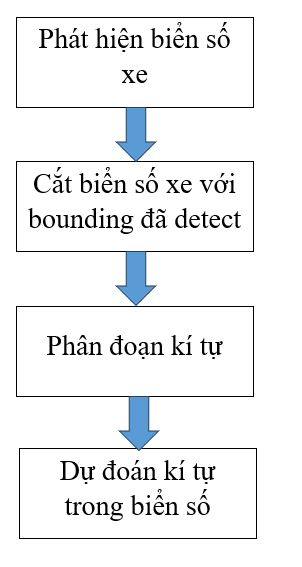 Phát hiện biển số
xe
Cắt biển số xe với
bounding đã detect
Phân đoạn kí tự
Dự đoán kí tự
trong biển số